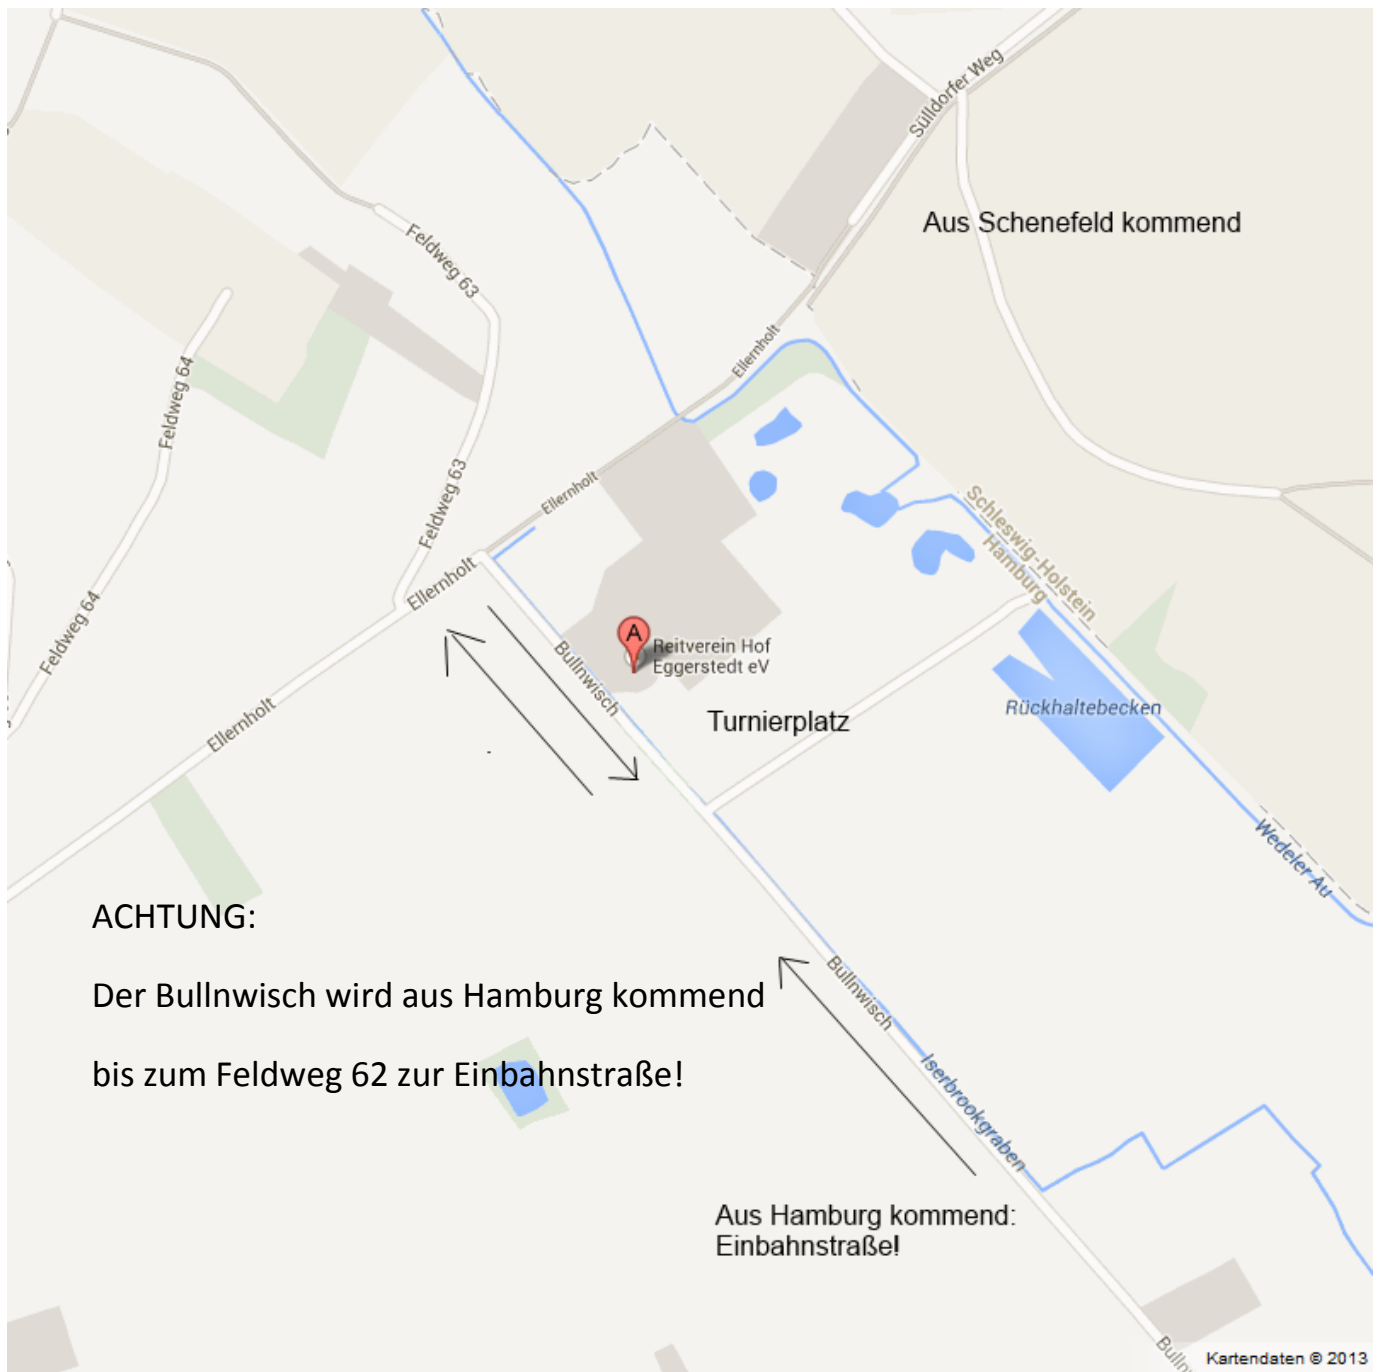 Sülldorfer Weg
Aus Schenefeld kommend
Feldweg 63
Ellernholt
Feldweg 64
Feldweg 63
Ellernholt
Schleswig-Holstein
Hamburg
Ellernholt
Feldweg 64
A
Reitverein Hof
Eggerstedt eV
Bullnwisch
Ellernholt
Turnierplatz
Rückhaltebecken
Wedeler Au
ACHTUNG:
Der Bullnwisch wird aus Hamburg kommend
bis zum Feldweg 62 zur Einbahnstraße!
Bullnwisch
Iserbrookgraben
Aus Hamburg kommend:
Einbahnstraße!
Kartendaten © 2013